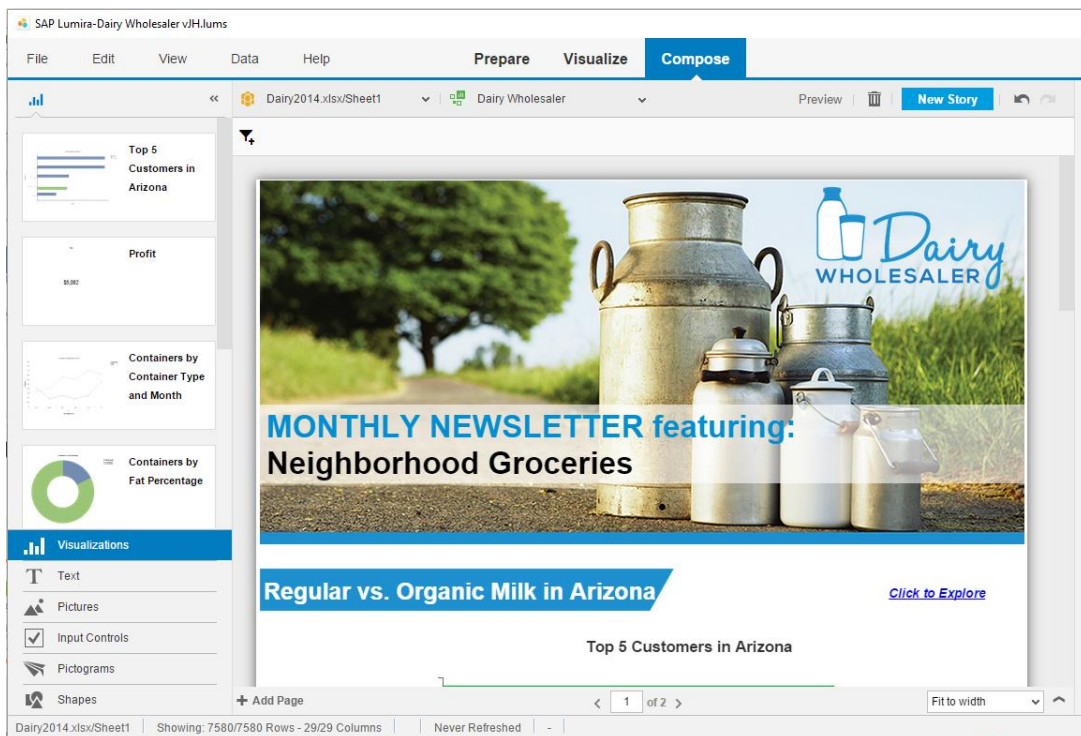 SAP Lumira-Dairy Wholesaler vJH.lums
File Edit View Data Help Prepare Visualize Compose
Dairy2014.xlsx/Sheet1 Dairy Wholesaler Preview New Story
Top 5
Customers in
Arizona
Profit
$5,082
Containers by
Container Type
and Month
Containers by
Fat Percentage
Visualizations
Text
Pictures
Input Controls
Pictograms
Shapes
Dairy
WHOLESALER
MONTHLY NEWSLETTER featuring:
Neighborhood Groceries
Regular vs. Organic Milk in Arizona
Click to Explore
Top 5 Customers in Arizona
Add Page 1 of 2 Fit to width
Dairy2014.xlsx/Sheet1 Showing: 7580/7580 Rows - 29/29 Columns Never Refreshed -